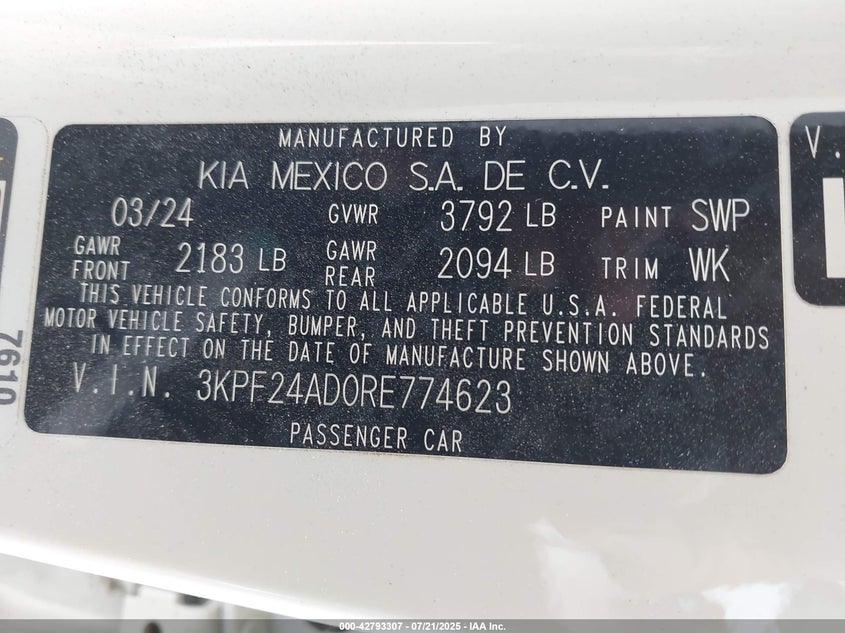 MANUFACTURED BY
KIA MEXICO S.A. DE C.V.
03/24 GVWR 3792 LB PAINT SWP
GAWR FRONT 2183 LB GAWR REAR 2094 LB TRIM WK
THIS VEHICLE CONFORMS TO ALL APPLICABLE U.S.A. FEDERAL
MOTOR VEHICLE SAFETY, BUMPER, AND THEFT PREVENTION STANDARDS
IN EFFECT ON THE DATE OF MANUFACTURE SHOWN ABOVE.
V.I.N. 3KPF24AD0RE774623
PASSENGER CAR
7610
V.
000-42793307 - 07/21/2025 - IAA Inc.